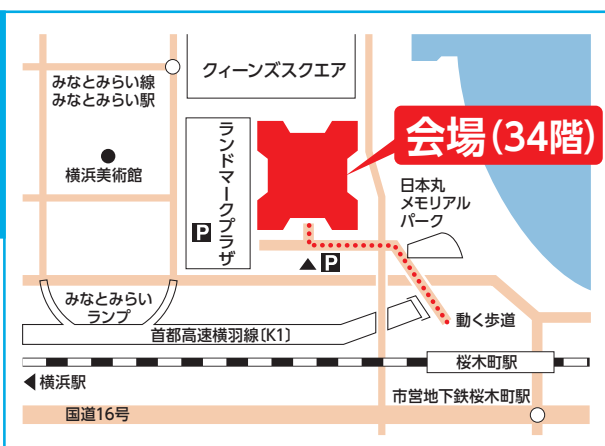 クィーンズスクエア
みなとみらい線
みなとみらい駅
会場(34階)
ランドマークプラザ
横浜美術館
日本丸
メモリアル
パーク
P
P
みなとみらい
ランプ
動く歩道
首都高速横羽線〔K1〕
桜木町駅
横浜駅
市営地下鉄桜木町駅
国道16号